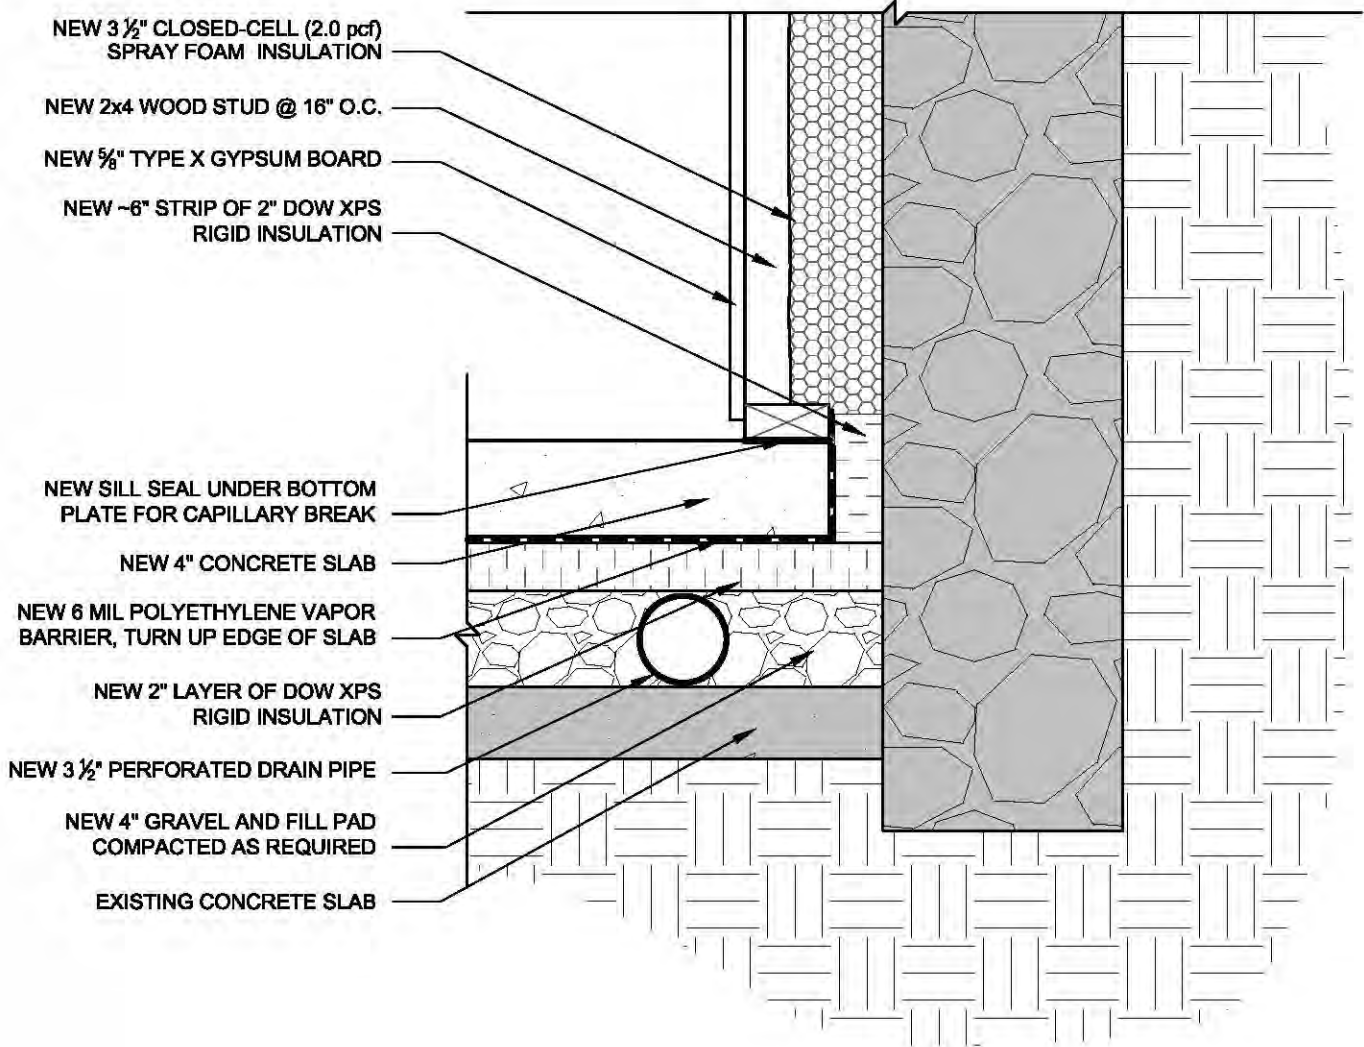 NEW 3 ½" CLOSED-CELL (2.0 pcf)
SPRAY FOAM INSULATION
NEW 2x4 WOOD STUD @ 16" O.C.
NEW ⅝" TYPE X GYPSUM BOARD
NEW ~6" STRIP OF 2" DOW XPS
RIGID INSULATION
NEW SILL SEAL UNDER BOTTOM
PLATE FOR CAPILLARY BREAK
NEW 4" CONCRETE SLAB
NEW 6 MIL POLYETHYLENE VAPOR
BARRIER, TURN UP EDGE OF SLAB
NEW 2" LAYER OF DOW XPS
RIGID INSULATION
NEW 3 ½" PERFORATED DRAIN PIPE
NEW 4" GRAVEL AND FILL PAD
COMPACTED AS REQUIRED
EXISTING CONCRETE SLAB